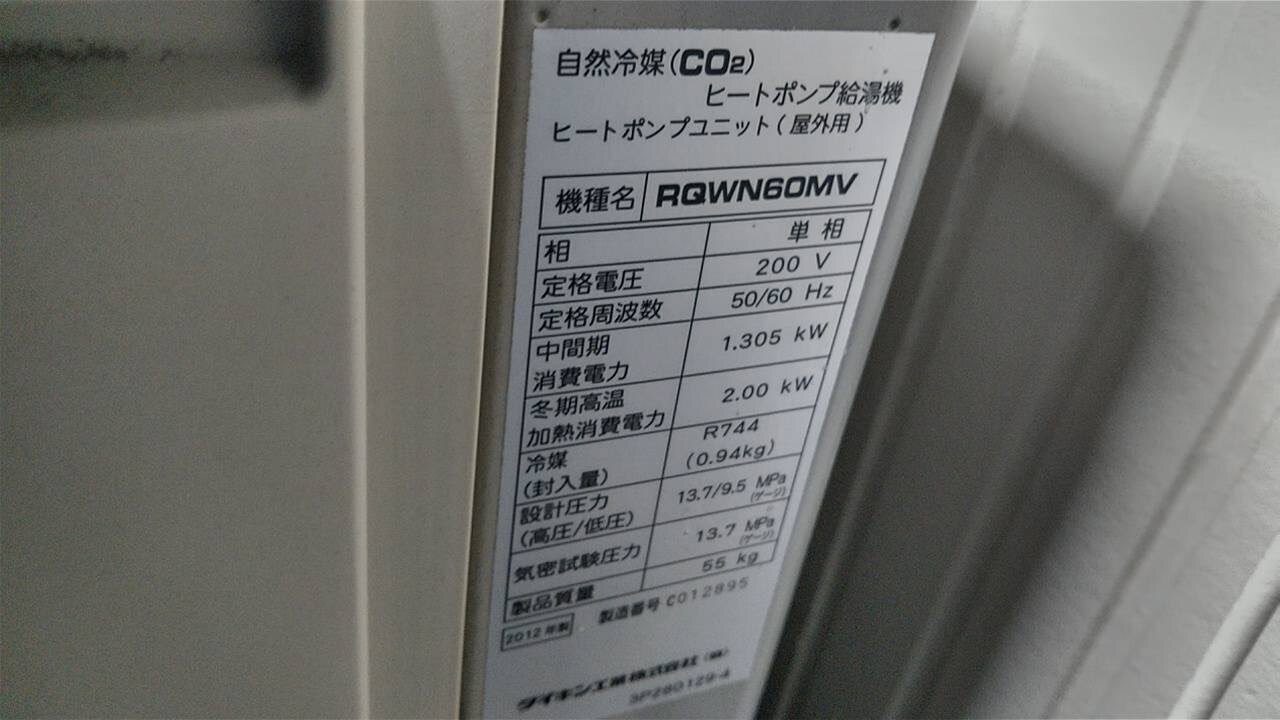 自然冷媒(CO2)
ヒートポンプ給湯機
ヒートポンプユニット(屋外用)
機種名 RQWN60MV
相 単相
定格電圧 200 V
定格周波数 50/60 Hz
中間期
消費電力 1.305 kW
冬期高温
加熱消費電力 2.00 kW
冷媒
(封入量) R744
(0.94kg)
設計圧力
(高圧/低圧) 13.7/9.5 MPa
(ゲージ)
気密試験圧力 13.7 MPa
(ゲージ)
製品質量 55 kg
2012年製 製造番号 C012895
ダイキン工業株式会社
3P280129-4